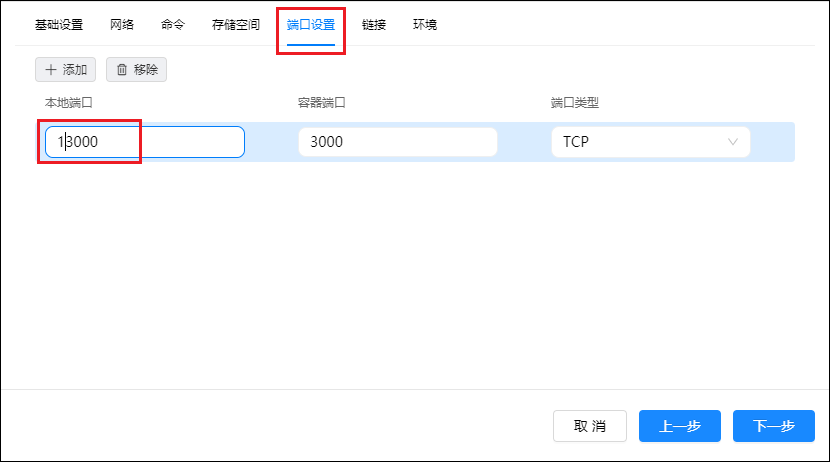 基础设置 网络 命令 存储空间 端口设置 链接 环境
添加 移除
本地端口 容器端口 端口类型
13000 3000 TCP
取消 上一步 下一步